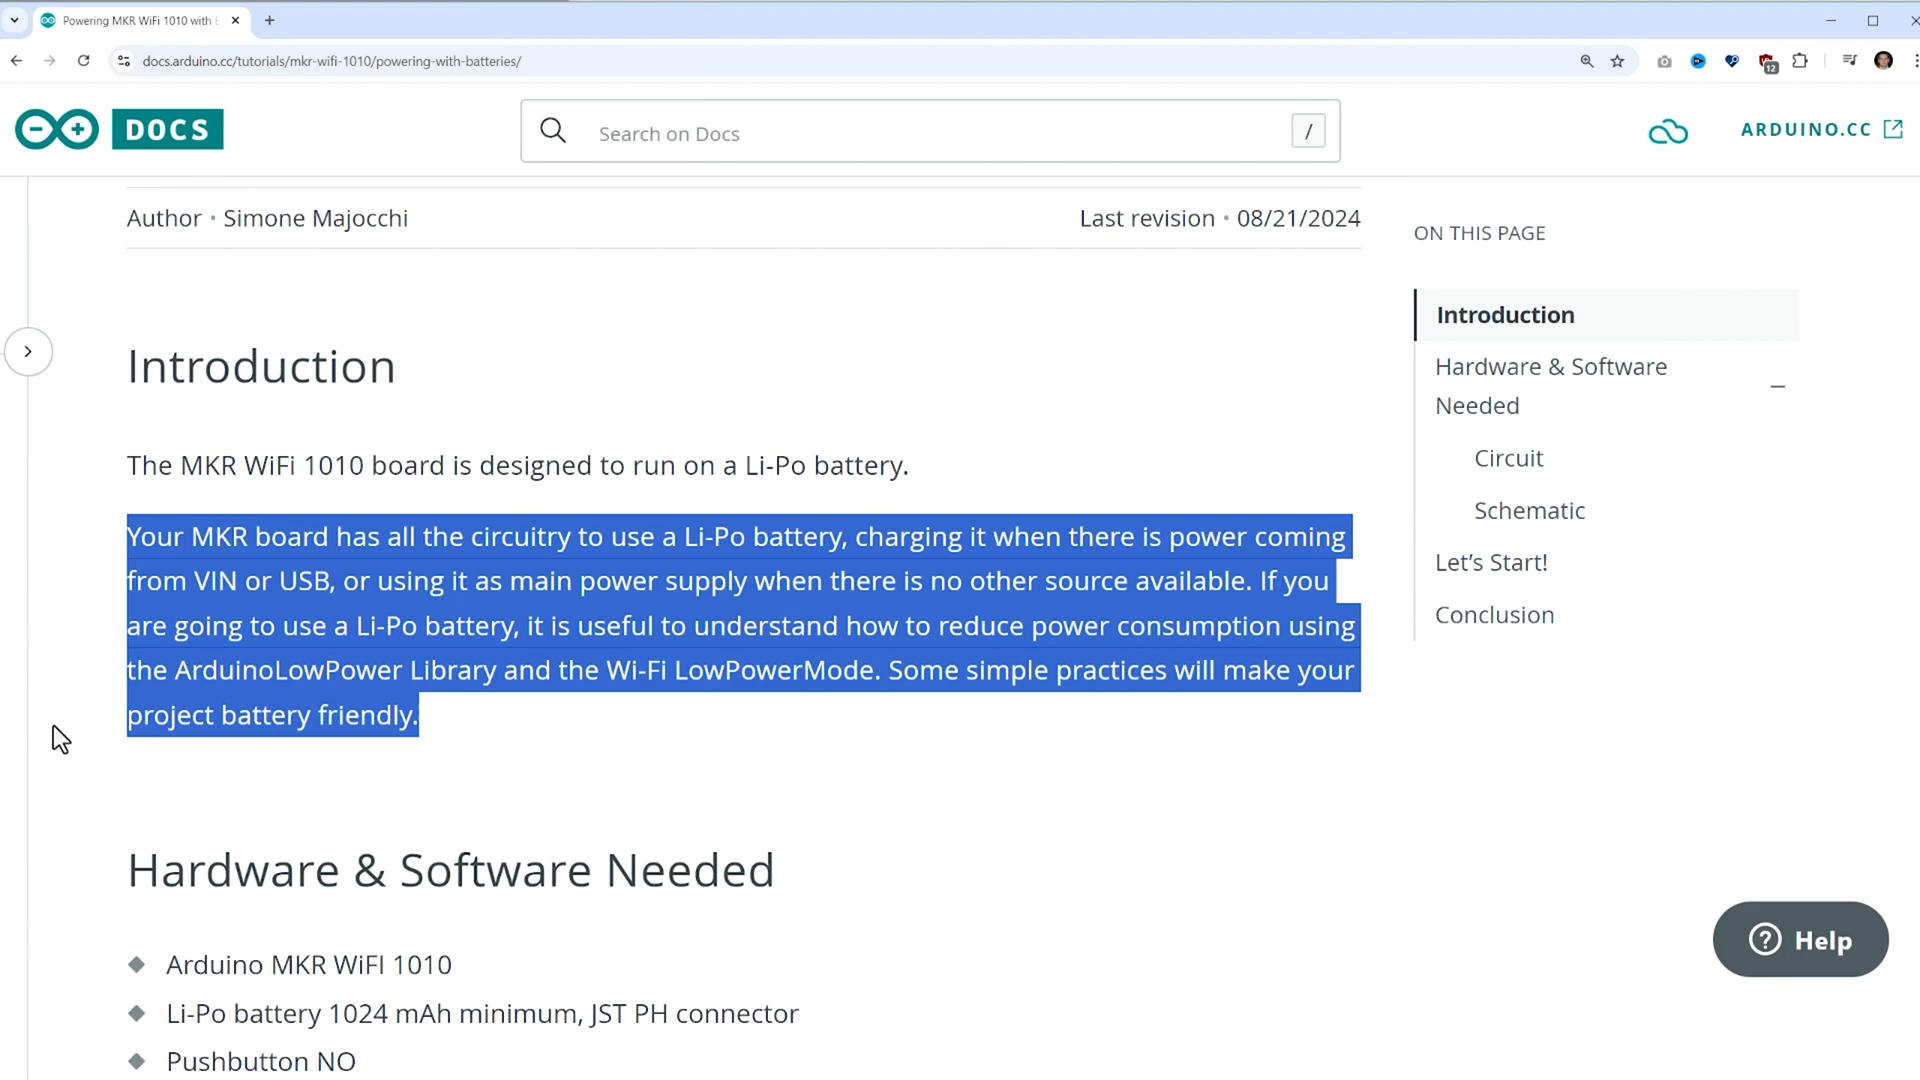 Powering MKR WiFi 1010 with
docs.arduino.cc/tutorials/mkr-wifi-1010/powering-with-batteries/
12
DOCS
Search on Docs
/
ARDUINO.CC
Author • Simone Majocchi
Last revision • 08/21/2024
Introduction
The MKR WiFi 1010 board is designed to run on a Li-Po battery.
Your MKR board has all the circuitry to use a Li-Po battery, charging it when there is power coming
from VIN or USB, or using it as main power supply when there is no other source available. If you
are going to use a Li-Po battery, it is useful to understand how to reduce power consumption using
the ArduinoLowPower Library and the Wi-Fi LowPowerMode. Some simple practices will make your
project battery friendly.
Hardware & Software Needed
Arduino MKR WiFI 1010
Li-Po battery 1024 mAh minimum, JST PH connector
Pushbutton NO
ON THIS PAGE
Introduction
Hardware & Software
Needed
Circuit
Schematic
Let’s Start!
Conclusion
Help